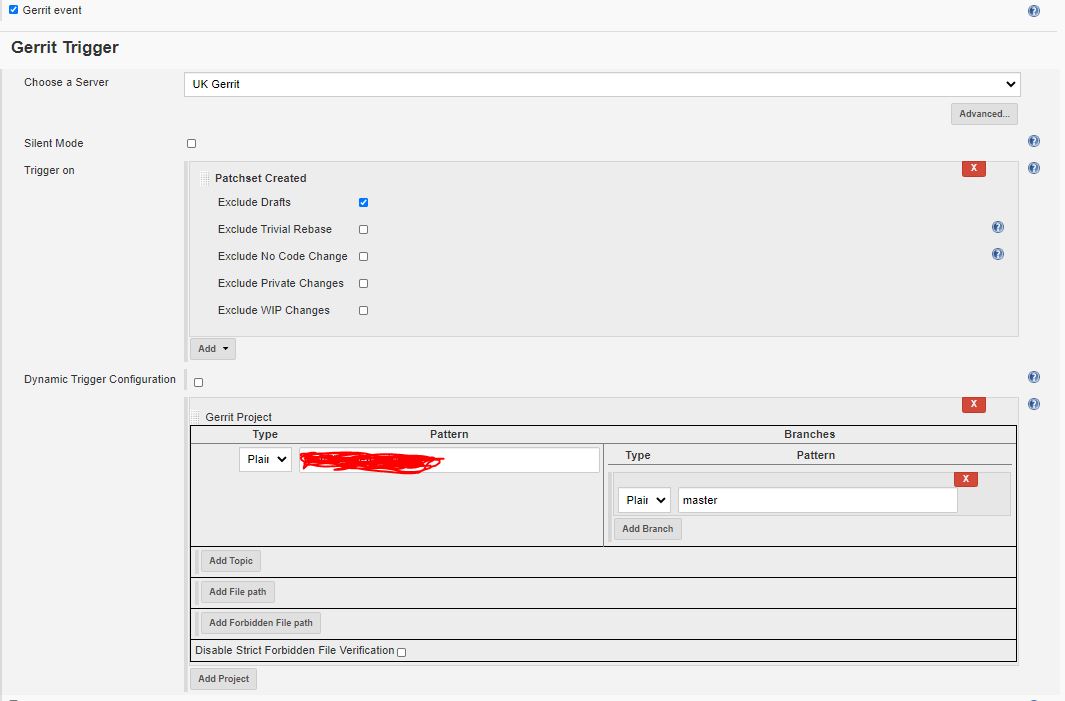 Gerrit event
Gerrit Trigger
Choose a Server
UK Gerrit
Advanced...
Silent Mode
Trigger on
X
Patchset Created
Exclude Drafts
Exclude Trivial Rebase
Exclude No Code Change
Exclude Private Changes
Exclude WIP Changes
Add
Dynamic Trigger Configuration
X
Gerrit Project
Type Pattern Branches
Type Pattern
Plai
X
Plai master
Add Branch
Add Topic
Add File path
Add Forbidden File path
Disable Strict Forbidden File Verification
Add Project